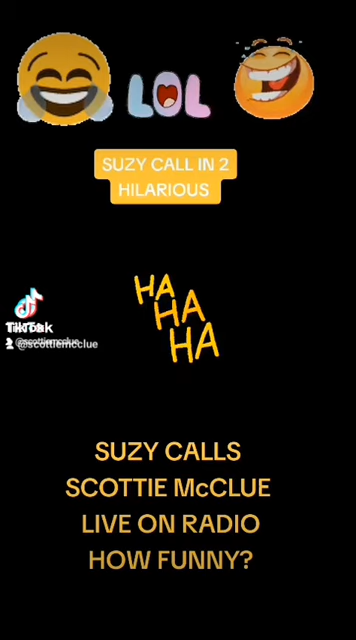 LOL
SUZY CALL IN 2
HILARIOUS
HA
HA
HA
TikTok
@scottiemcclue
@scottiemcclue
SUZY CALLS
SCOTTIE McCLUE
LIVE ON RADIO
HOW FUNNY?